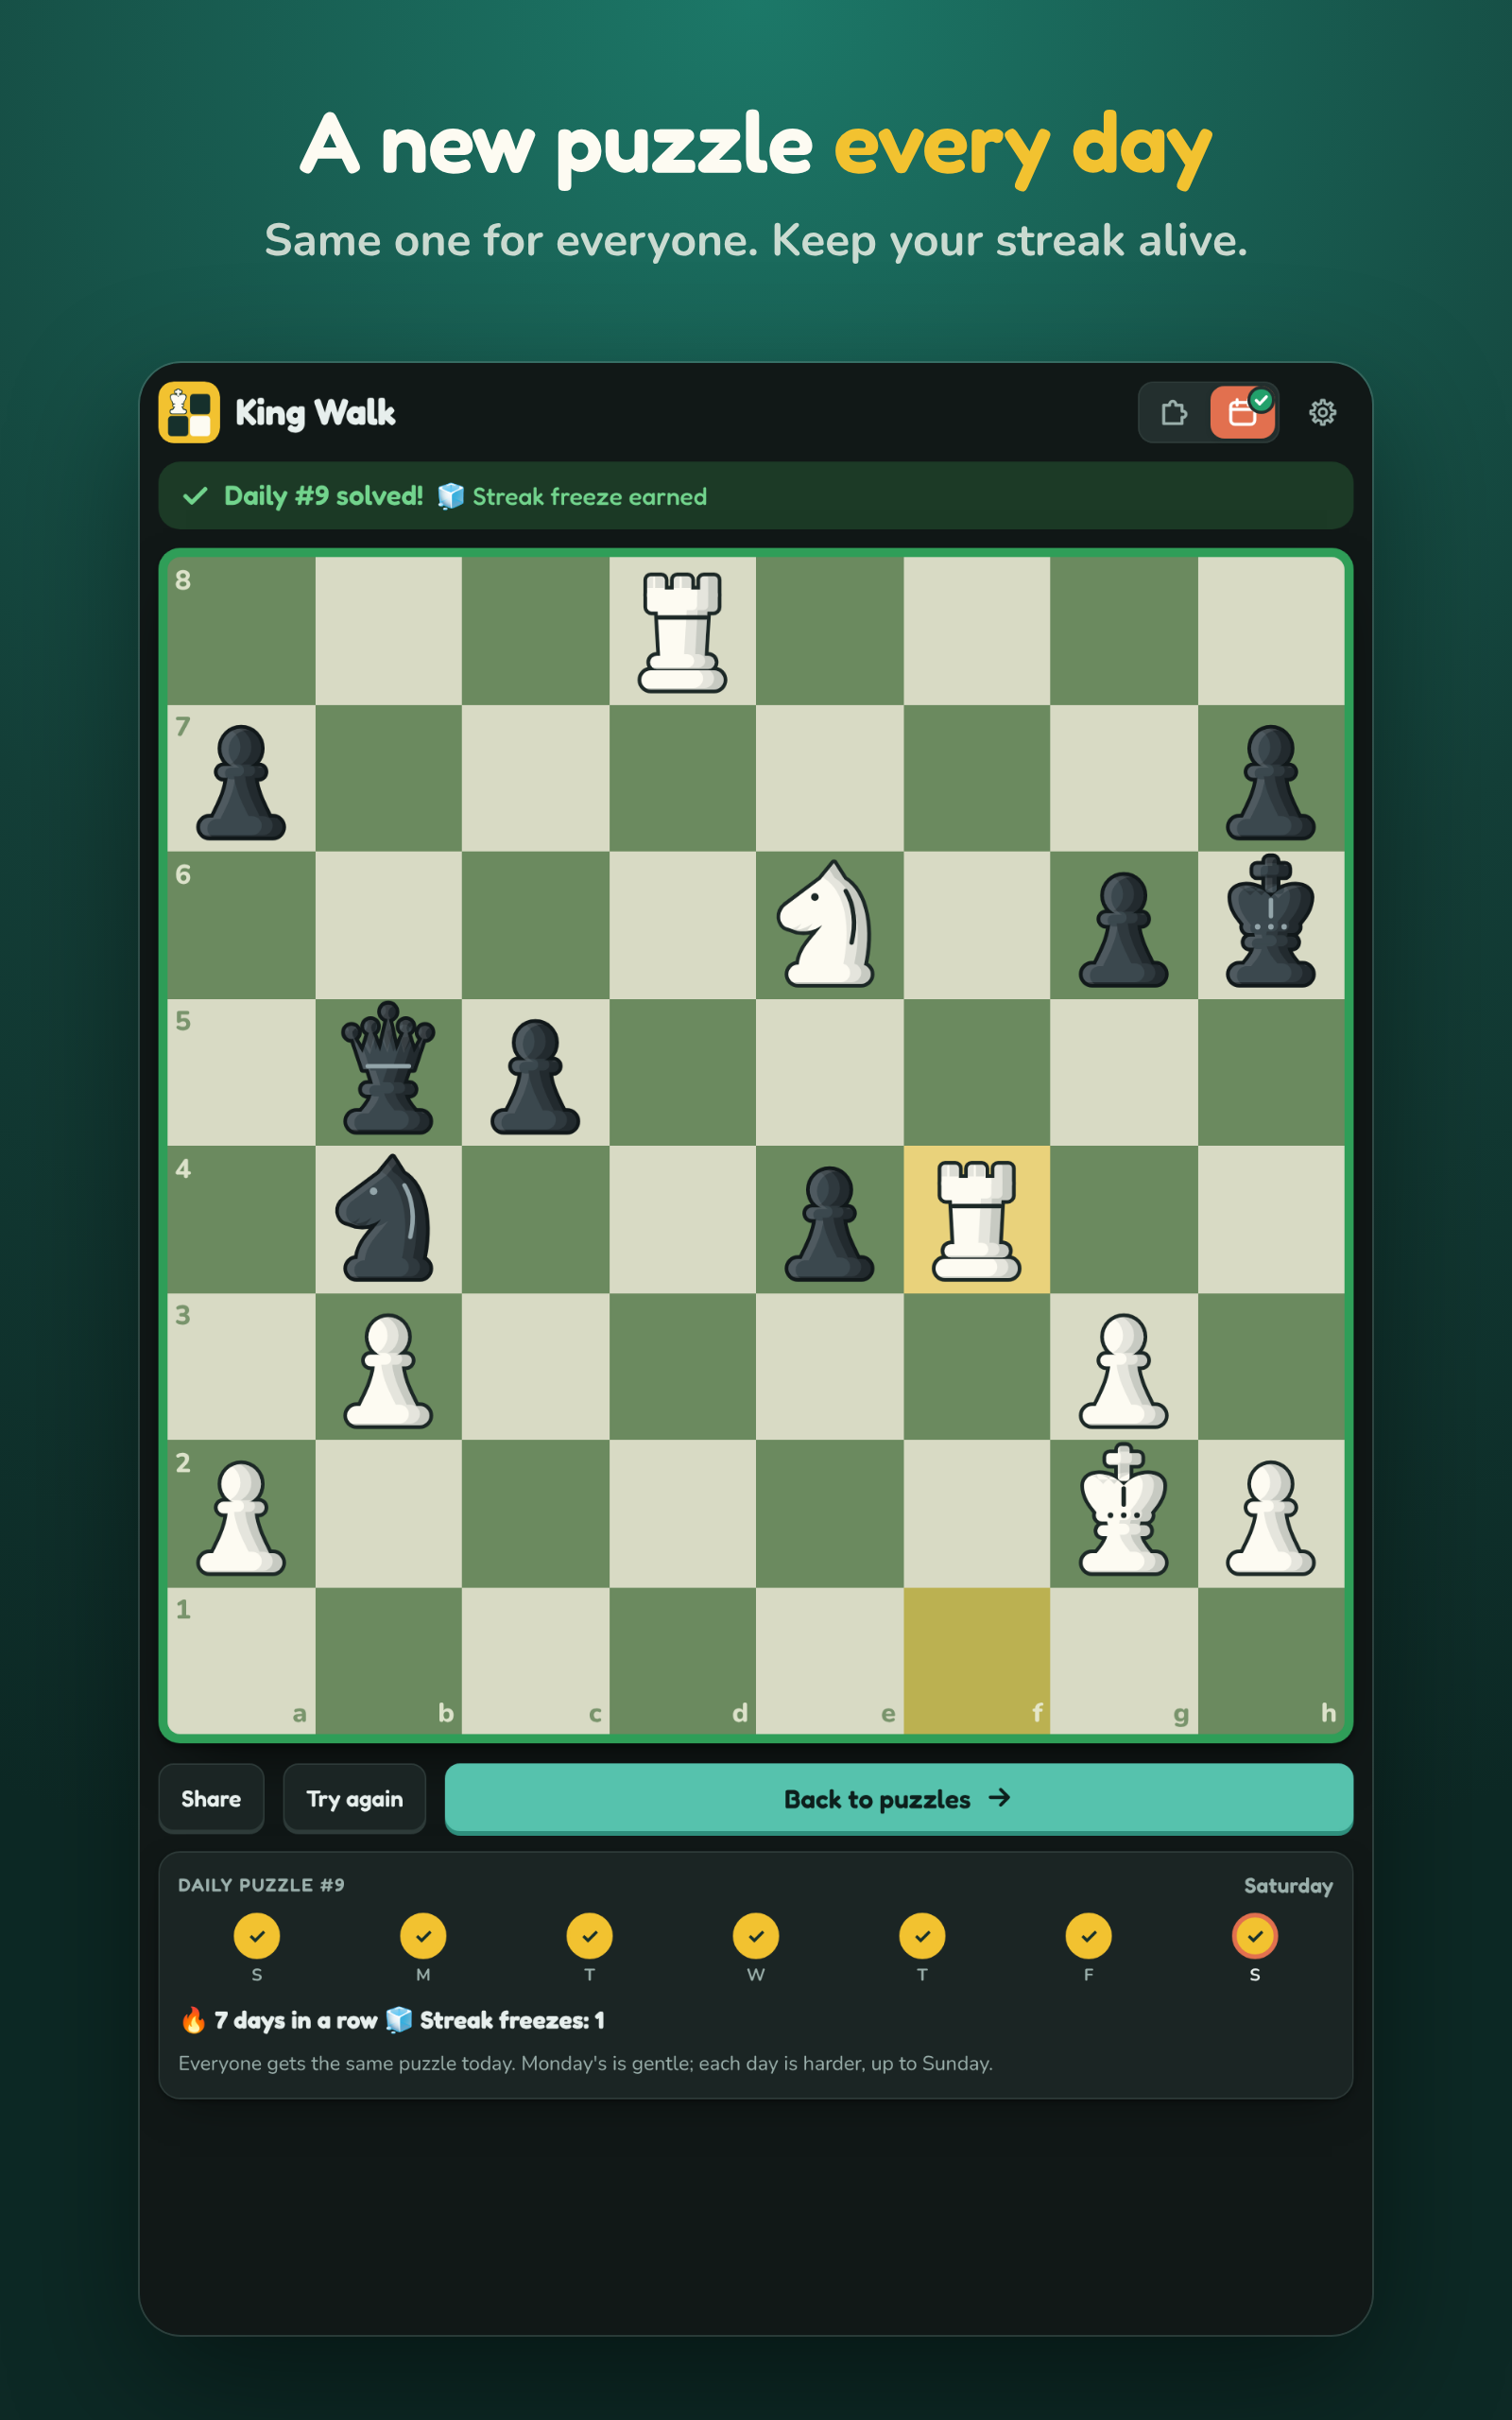 A new puzzle every day
Same one for everyone. Keep your streak alive.
King Walk
Daily #9 solved! 🧊 Streak freeze earned
8
7
6
5
4
3
2
1
a b c d e f g h
Share Try again Back to puzzles →
DAILY PUZZLE #9 Saturday
S M T W T F S
🔥 7 days in a row 🧊 Streak freezes: 1
Everyone gets the same puzzle today. Monday's is gentle; each day is harder, up to Sunday.